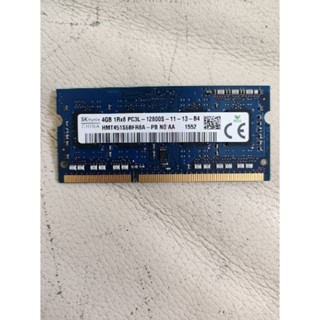 SK hynix
4GB 1Rx8 PC3L-12800S-11-13-B4
HMT451S6BFR8A-PB N0 AA 1552